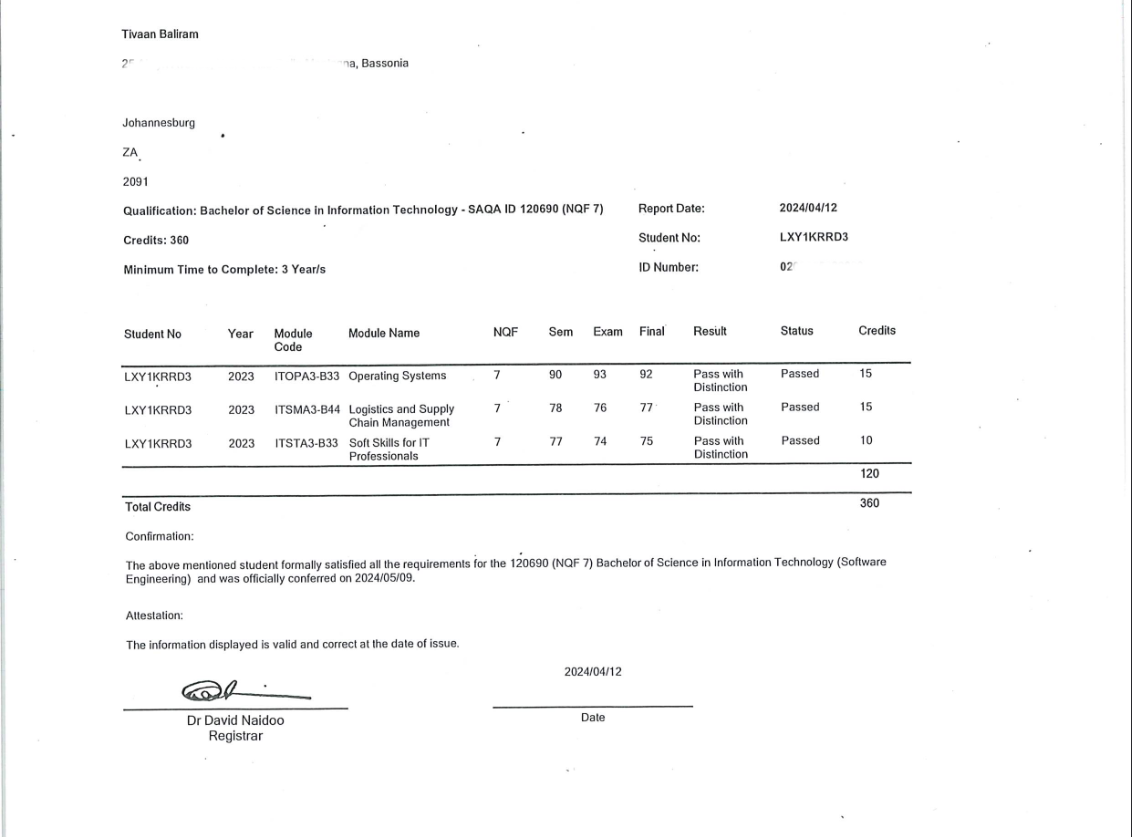 Tivaan Baliram
na, Bassonia
Johannesburg
ZA
2091
Qualification: Bachelor of Science in Information Technology - SAQA ID 120690 (NQF 7)
Report Date: 2024/04/12
Credits: 360
Student No: LXY1KRRD3
Minimum Time to Complete: 3 Year/s
ID Number: 02
Student No Year Module Code Module Name NQF Sem Exam Final Result Status Credits
LXY1KRRD3 2023 ITOPA3-B33 Operating Systems 7 90 93 92 Pass with Distinction Passed 15
LXY1KRRD3 2023 ITSMA3-B44 Logistics and Supply Chain Management 7 78 76 77 Pass with Distinction Passed 15
LXY1KRRD3 2023 ITSTA3-B33 Soft Skills for IT Professionals 7 77 74 75 Pass with Distinction Passed 10
120
Total Credits 360
Confirmation:
The above mentioned student formally satisfied all the requirements for the 120690 (NQF 7) Bachelor of Science in Information Technology (Software
Engineering) and was officially conferred on 2024/05/09.
Attestation:
The information displayed is valid and correct at the date of issue.
2024/04/12
Dr David Naidoo
Registrar
Date